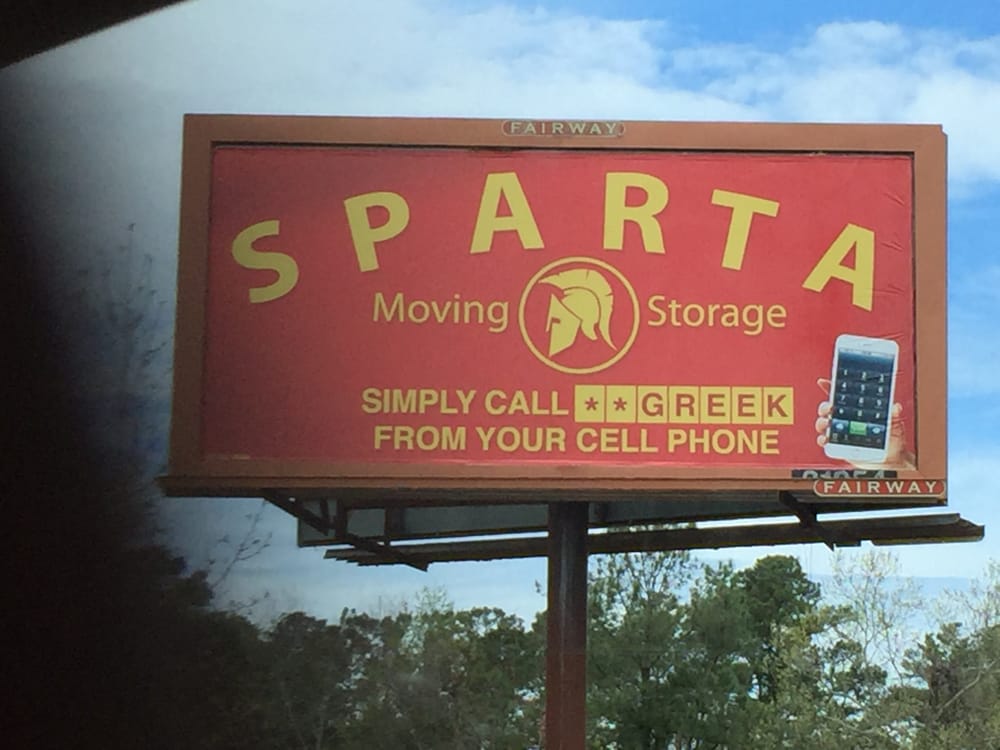 FAIRWAY
SPARTA
Moving Storage
SIMPLY CALL **GREEK
FROM YOUR CELL PHONE
FAIRWAY